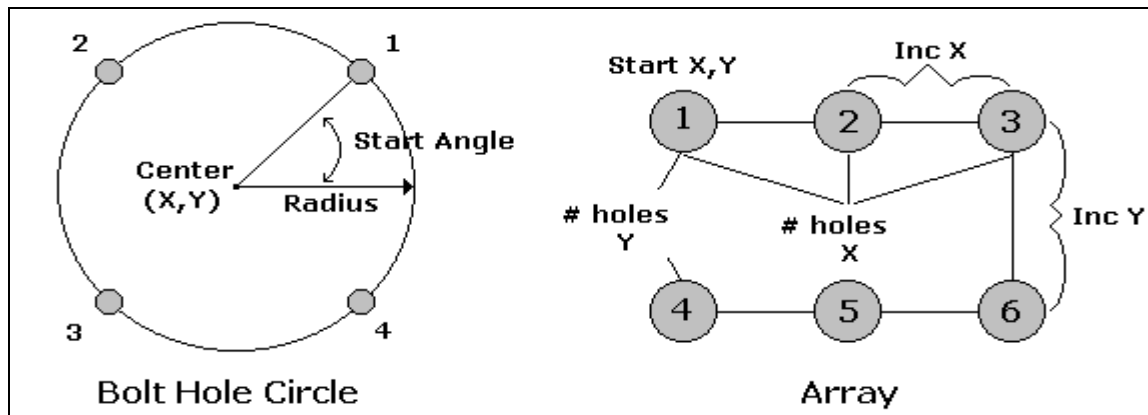 2
1
Start Angle
Center
(X,Y)
Radius
3
4
Bolt Hole Circle
Start X,Y
Inc X
1
2
3
# holes
Y
# holes
X
Inc Y
4
5
6
Array